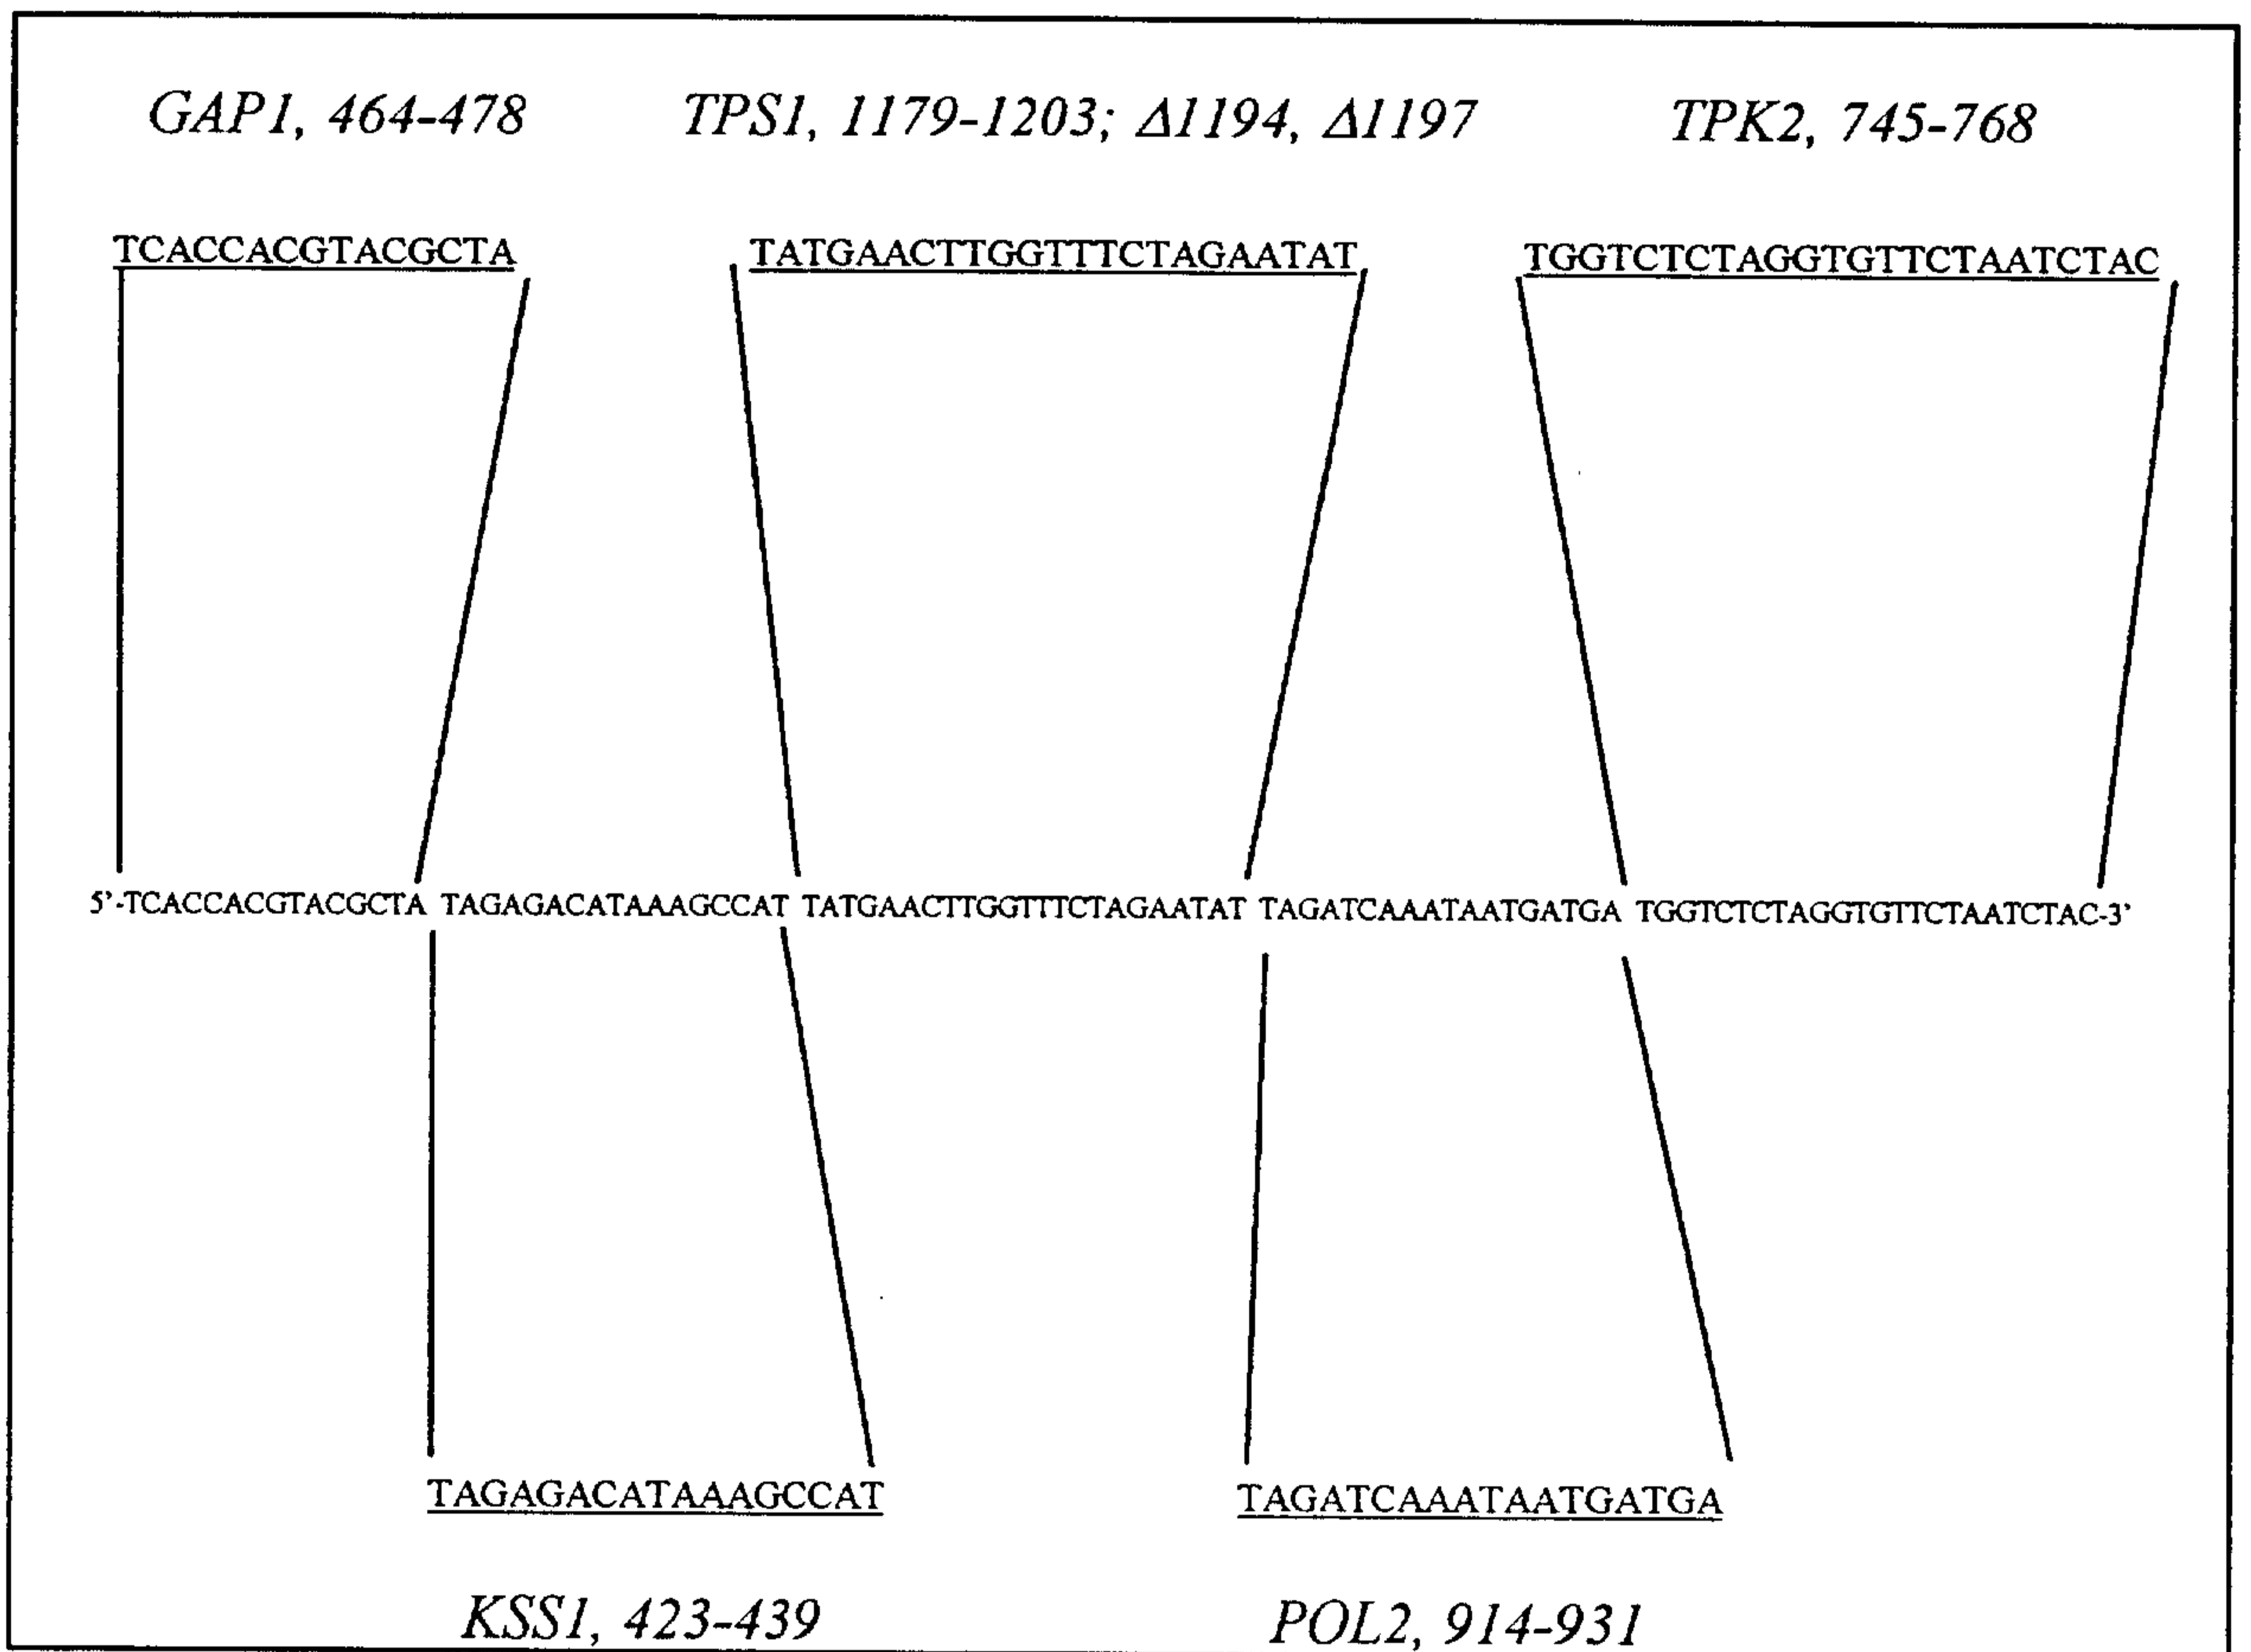 GAP1, 464-478 TPS1, 1179-1203; Δ1194, Δ1197 TPK2, 745-768
TCACCACGTACGCTA TATGAACTTGGTTTCTAGAATAT TGGTCTCTAGGTGTTCTAATCTAC
5'-TCACCACGTACGCTA TAGAGACATAAAGCCAT TATGAACTTGGTTTCTAGAATAT TAGATCAAATAATGATGA TGGTCTCTAGGTGTTCTAATCTAC-3'
TAGAGACATAAAGCCAT TAGATCAAATAATGATGA
KSS1, 423-439 POL2, 914-931